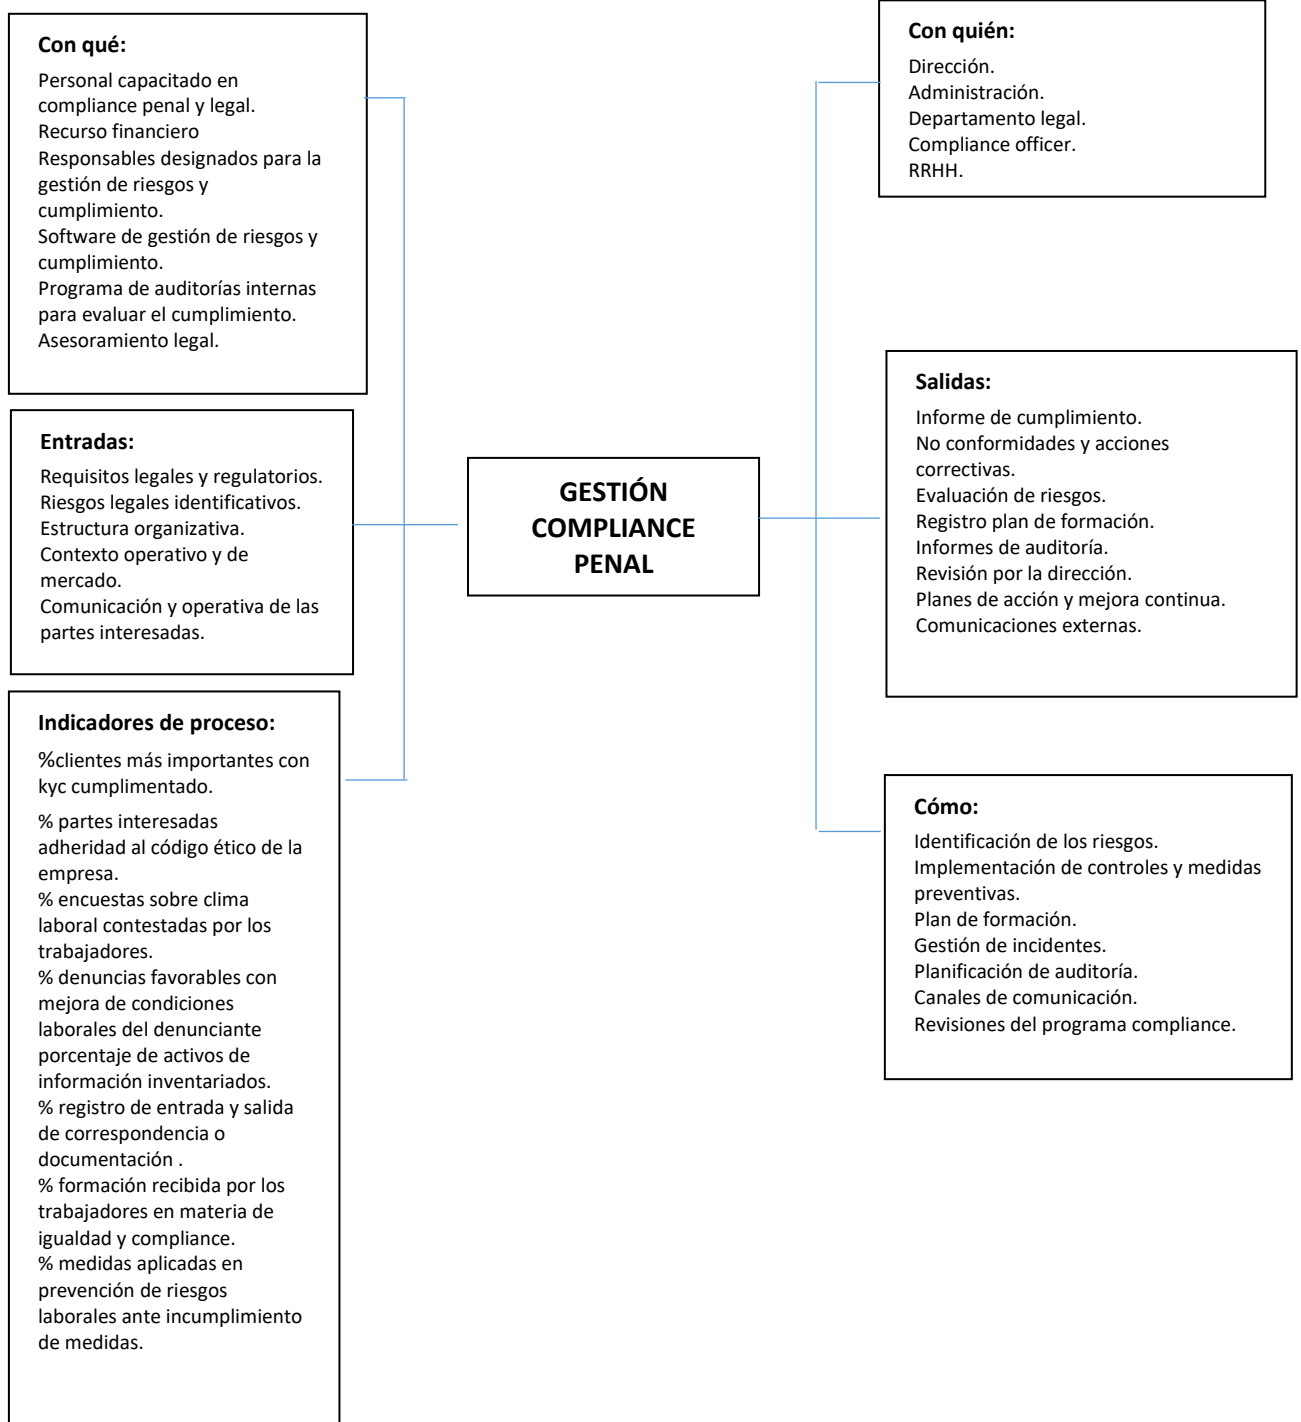 Con qué:
Personal capacitado en
compliance penal y legal.
Recurso financiero
Responsables designados para la
gestión de riesgos y
cumplimiento.
Software de gestión de riesgos y
cumplimiento.
Programa de auditorías internas
para evaluar el cumplimiento.
Asesoramiento legal.
Entradas:
Requisitos legales y regulatorios.
Riesgos legales identificativos.
Estructura organizativa.
Contexto operativo y de
mercado.
Comunicación y operativa de las
partes interesadas.
Indicadores de proceso:
%clientes más importantes con
kyc cumplimentado.
% partes interesadas
adheridad al código ético de la
empresa.
% encuestas sobre clima
laboral contestadas por los
trabajadores.
% denuncias favorables con
mejora de condiciones
laborales del denunciante
porcentaje de activos de
información inventariados.
% registro de entrada y salida
de correspondencia o
documentación .
% formación recibida por los
trabajadores en materia de
igualdad y compliance.
% medidas aplicadas en
prevención de riesgos
laborales ante incumplimiento
de medidas.
GESTIÓN
COMPLIANCE
PENAL
Con quién:
Dirección.
Administración.
Departamento legal.
Compliance officer.
RRHH.
Salidas:
Informe de cumplimiento.
No conformidades y acciones
correctivas.
Evaluación de riesgos.
Registro plan de formación.
Informes de auditoría.
Revisión por la dirección.
Planes de acción y mejora continua.
Comunicaciones externas.
Cómo:
Identificación de los riesgos.
Implementación de controles y medidas
preventivas.
Plan de formación.
Gestión de incidentes.
Planificación de auditoría.
Canales de comunicación.
Revisiones del programa compliance.